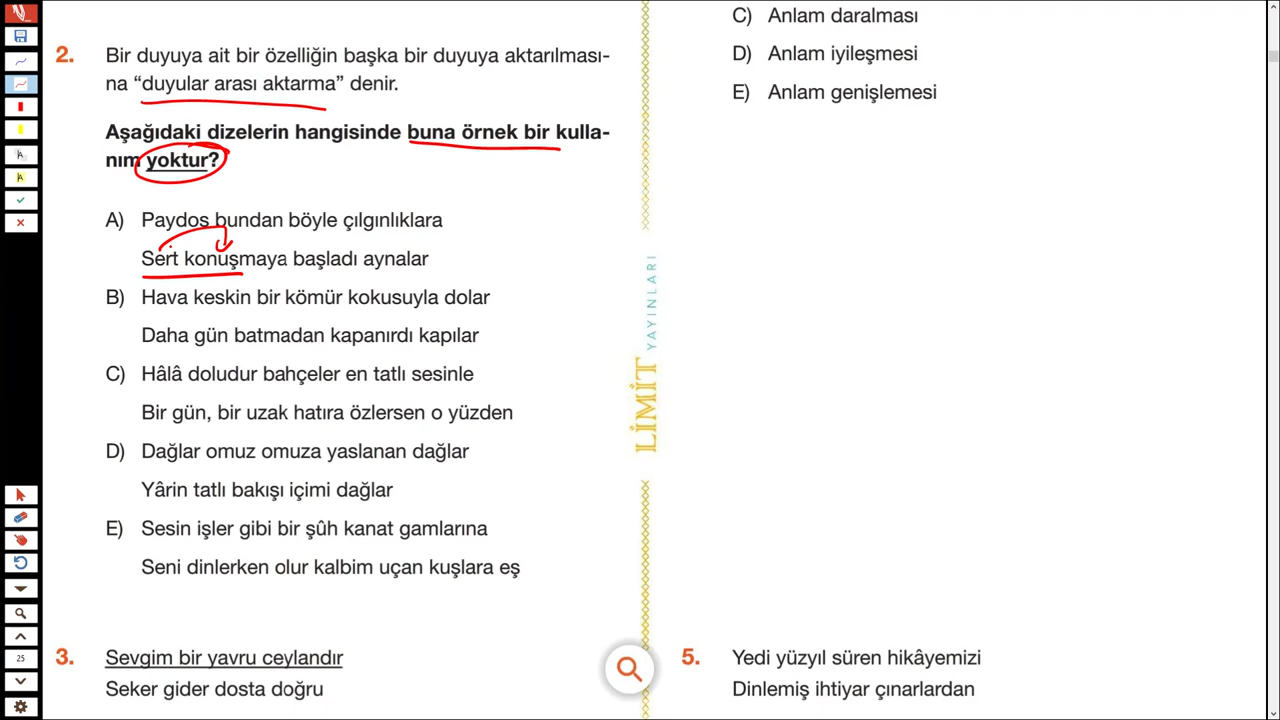 2. Bir duyuya ait bir özelliğin başka bir duyuya aktarılması-
na “duyular arası aktarma” denir.
Aşağıdaki dizelerin hangisinde buna örnek bir kulla-
nım yoktur?
A) Paydos bundan böyle çılgınlıklara
Sert konuşmaya başladı aynalar
B) Hava keskin bir kömür kokusuyla dolar
Daha gün batmadan kapanırdı kapılar
C) Hâlâ doludur bahçeler en tatlı sesinle
Bir gün, bir uzak hatıra özlersen o yüzden
D) Dağlar omuz omuza yaslanan dağlar
Yârin tatlı bakışı içimi dağlar
E) Sesin işler gibi bir şûh kanat gamlarına
Seni dinlerken olur kalbim uçan kuşlara eş
3. Sevgim bir yavru ceylandır
Seker gider dosta doğru
LİMİT YAYINLARI
C) Anlam daralması
D) Anlam iyileşmesi
E) Anlam genişlemesi
5. Yedi yüzyıl süren hikâyemizi
Dinlemiş ihtiyar çınarlardan
25